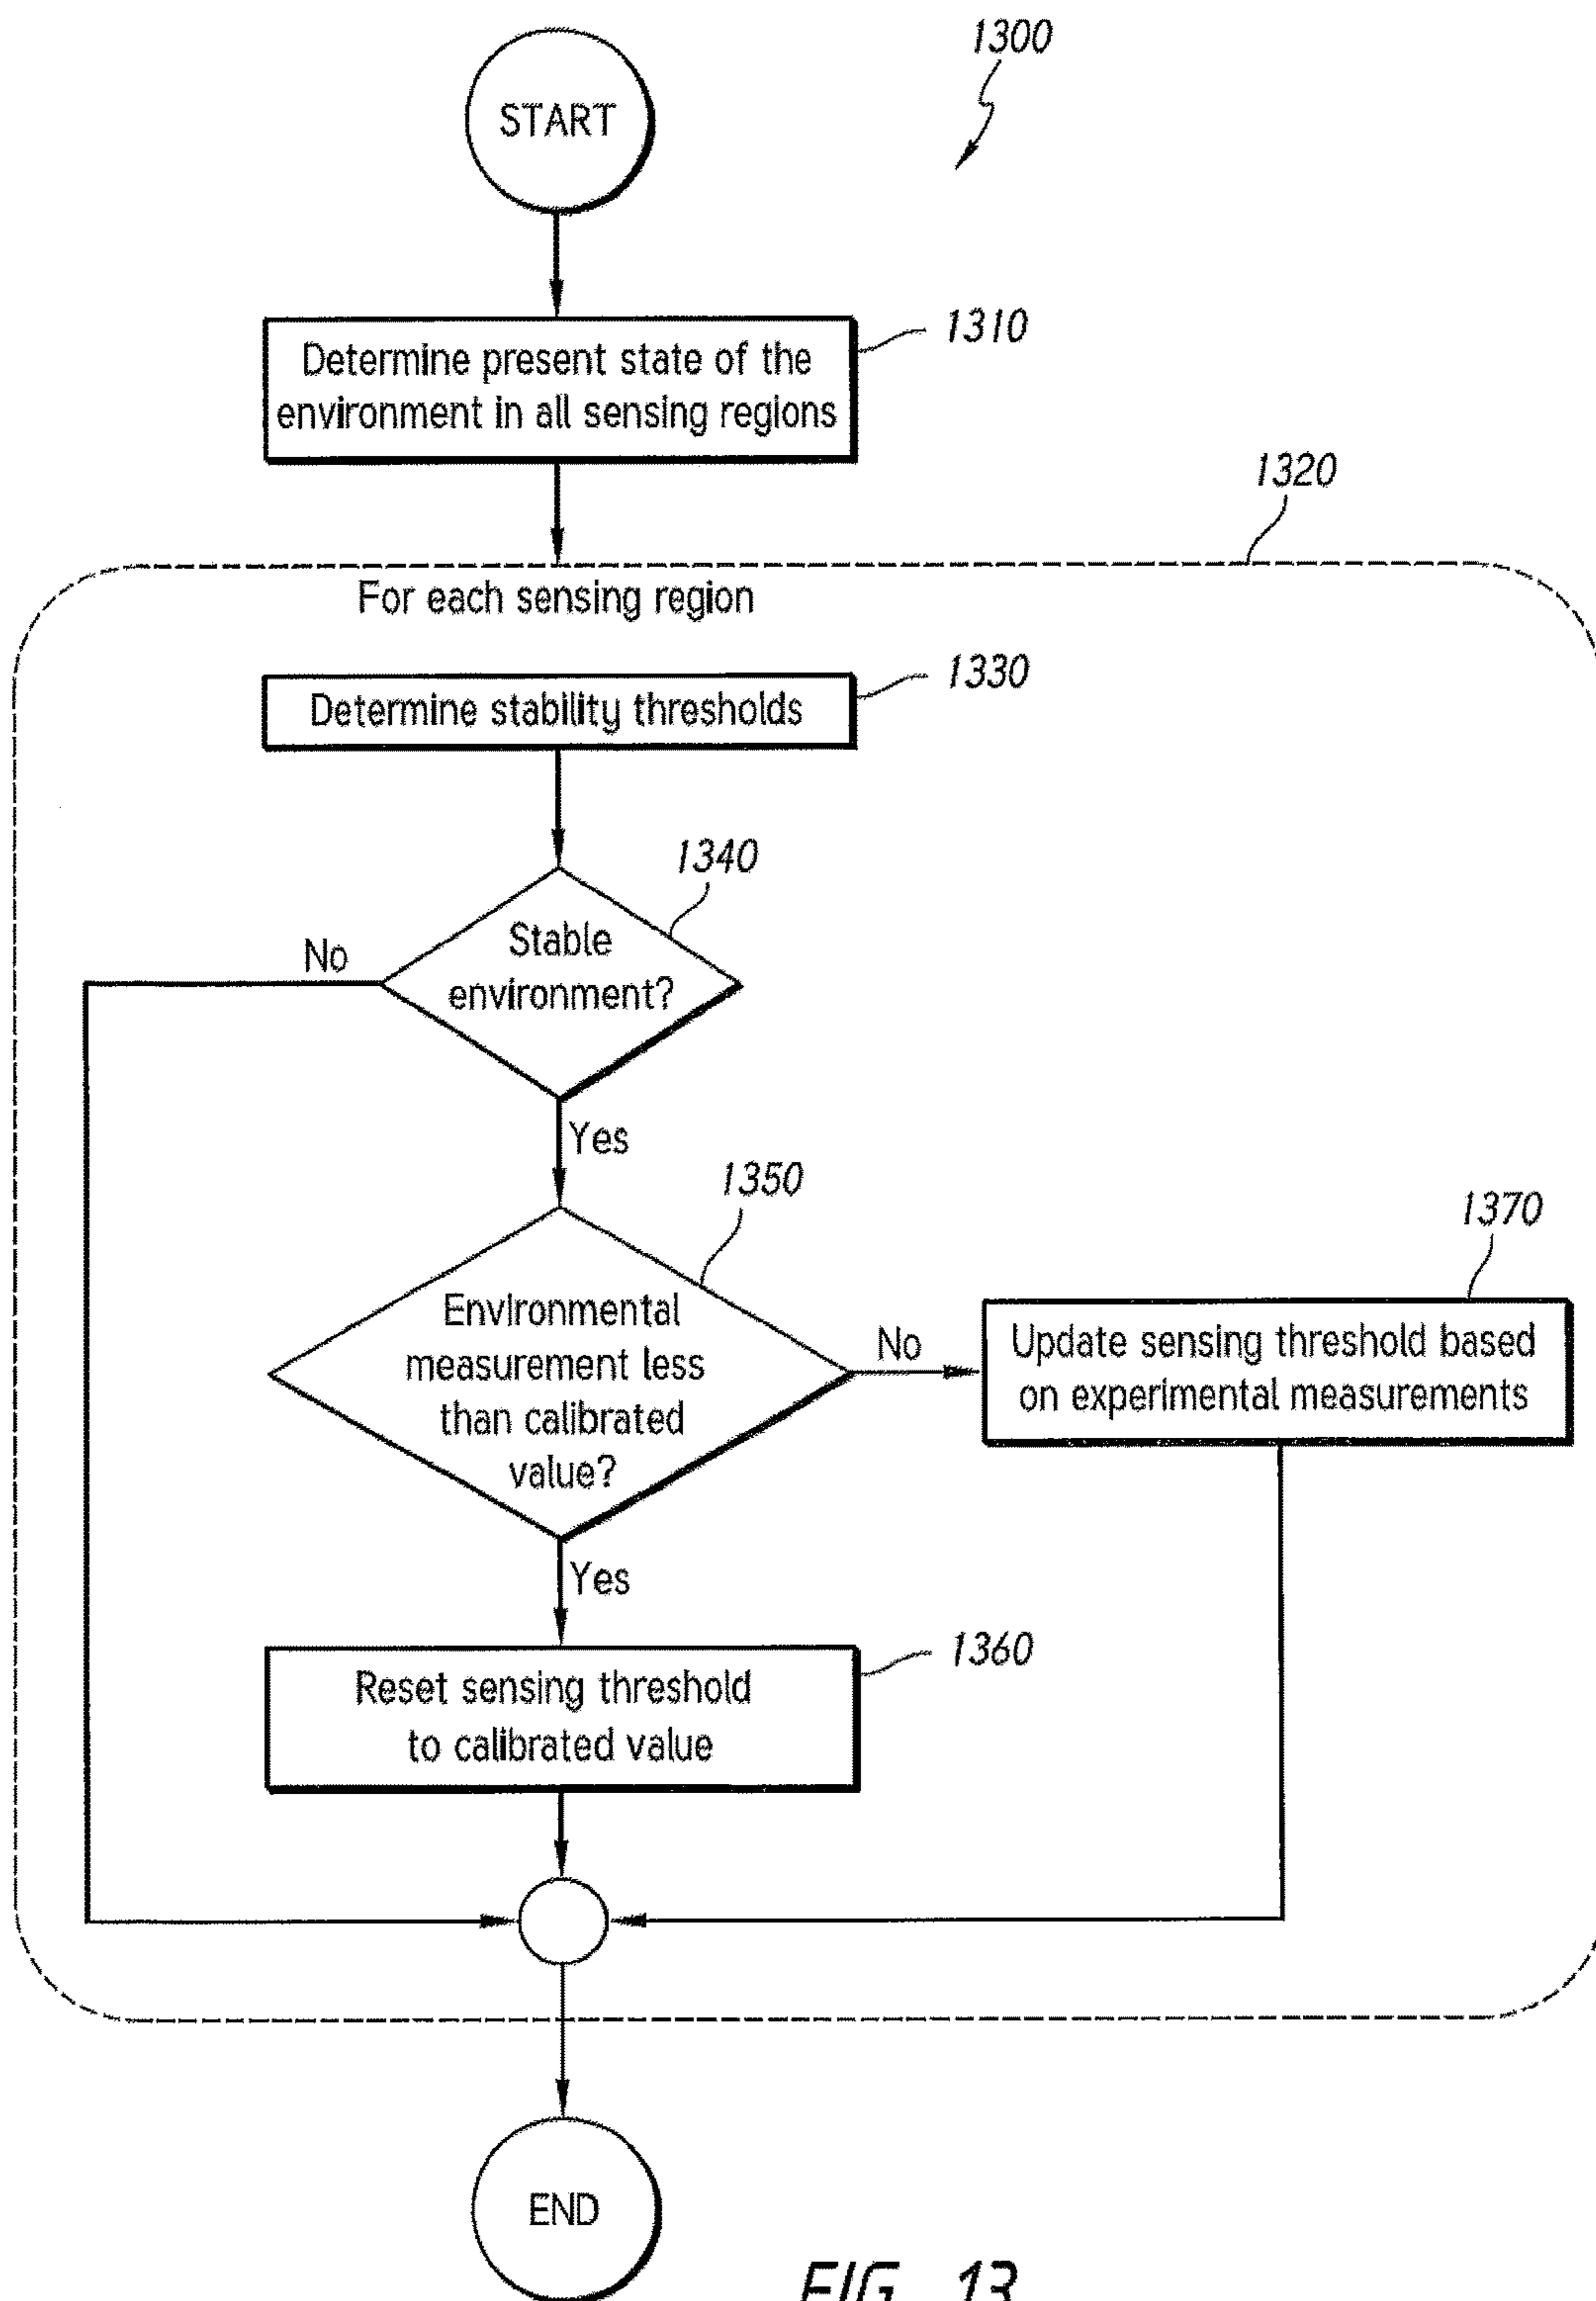 1300
START
1310
Determine present state of the
environment in all sensing regions
1320
For each sensing region
1330
Determine stability thresholds
1340
Stable
environment?
No
Yes
1350
Environmental
measurement less
than calibrated
value?
No
1370
Update sensing threshold based
on experimental measurements
Yes
1360
Reset sensing threshold
to calibrated value
END
FIG. 13